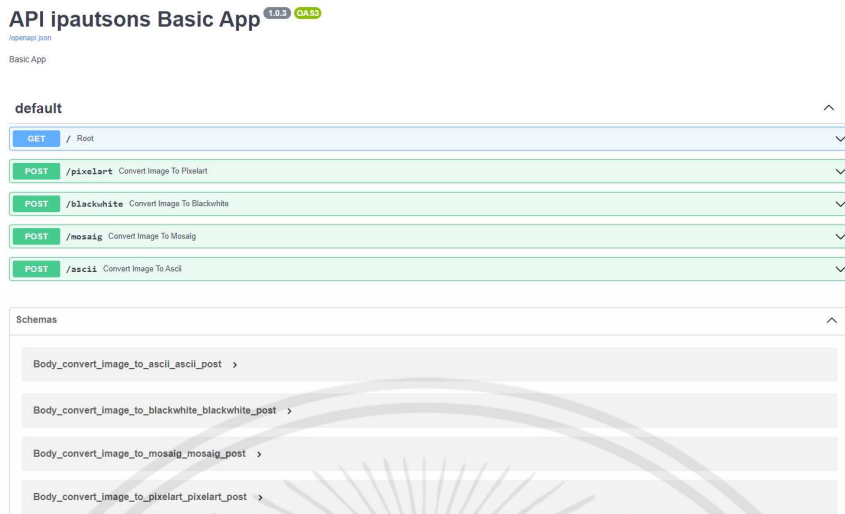 API ipautsons Basic App 1.0.3 OAS3
/openapi.json
Basic App
default
GET / Root
POST /pixelart Convert Image To Pixelart
POST /blackwhite Convert Image To Blackwhite
POST /mosaig Convert Image To Mosaig
POST /ascii Convert Image To Ascii
Schemas
Body_convert_image_to_ascii_ascii_post
Body_convert_image_to_blackwhite_blackwhite_post
Body_convert_image_to_mosaig_mosaig_post
Body_convert_image_to_pixelart_pixelart_post